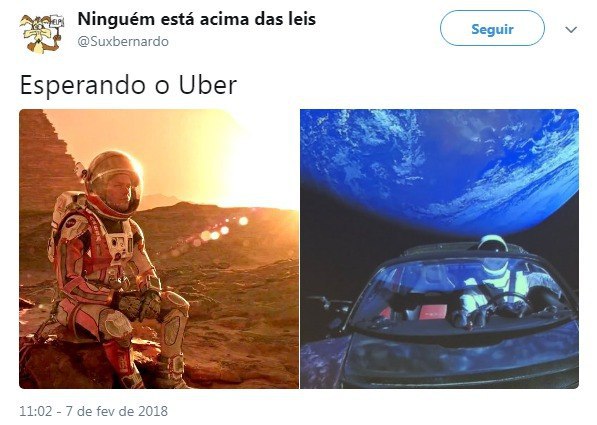 Ninguém está acima das leis
@Suxbernardo
Seguir
Esperando o Uber
11:02 - 7 de fev de 2018